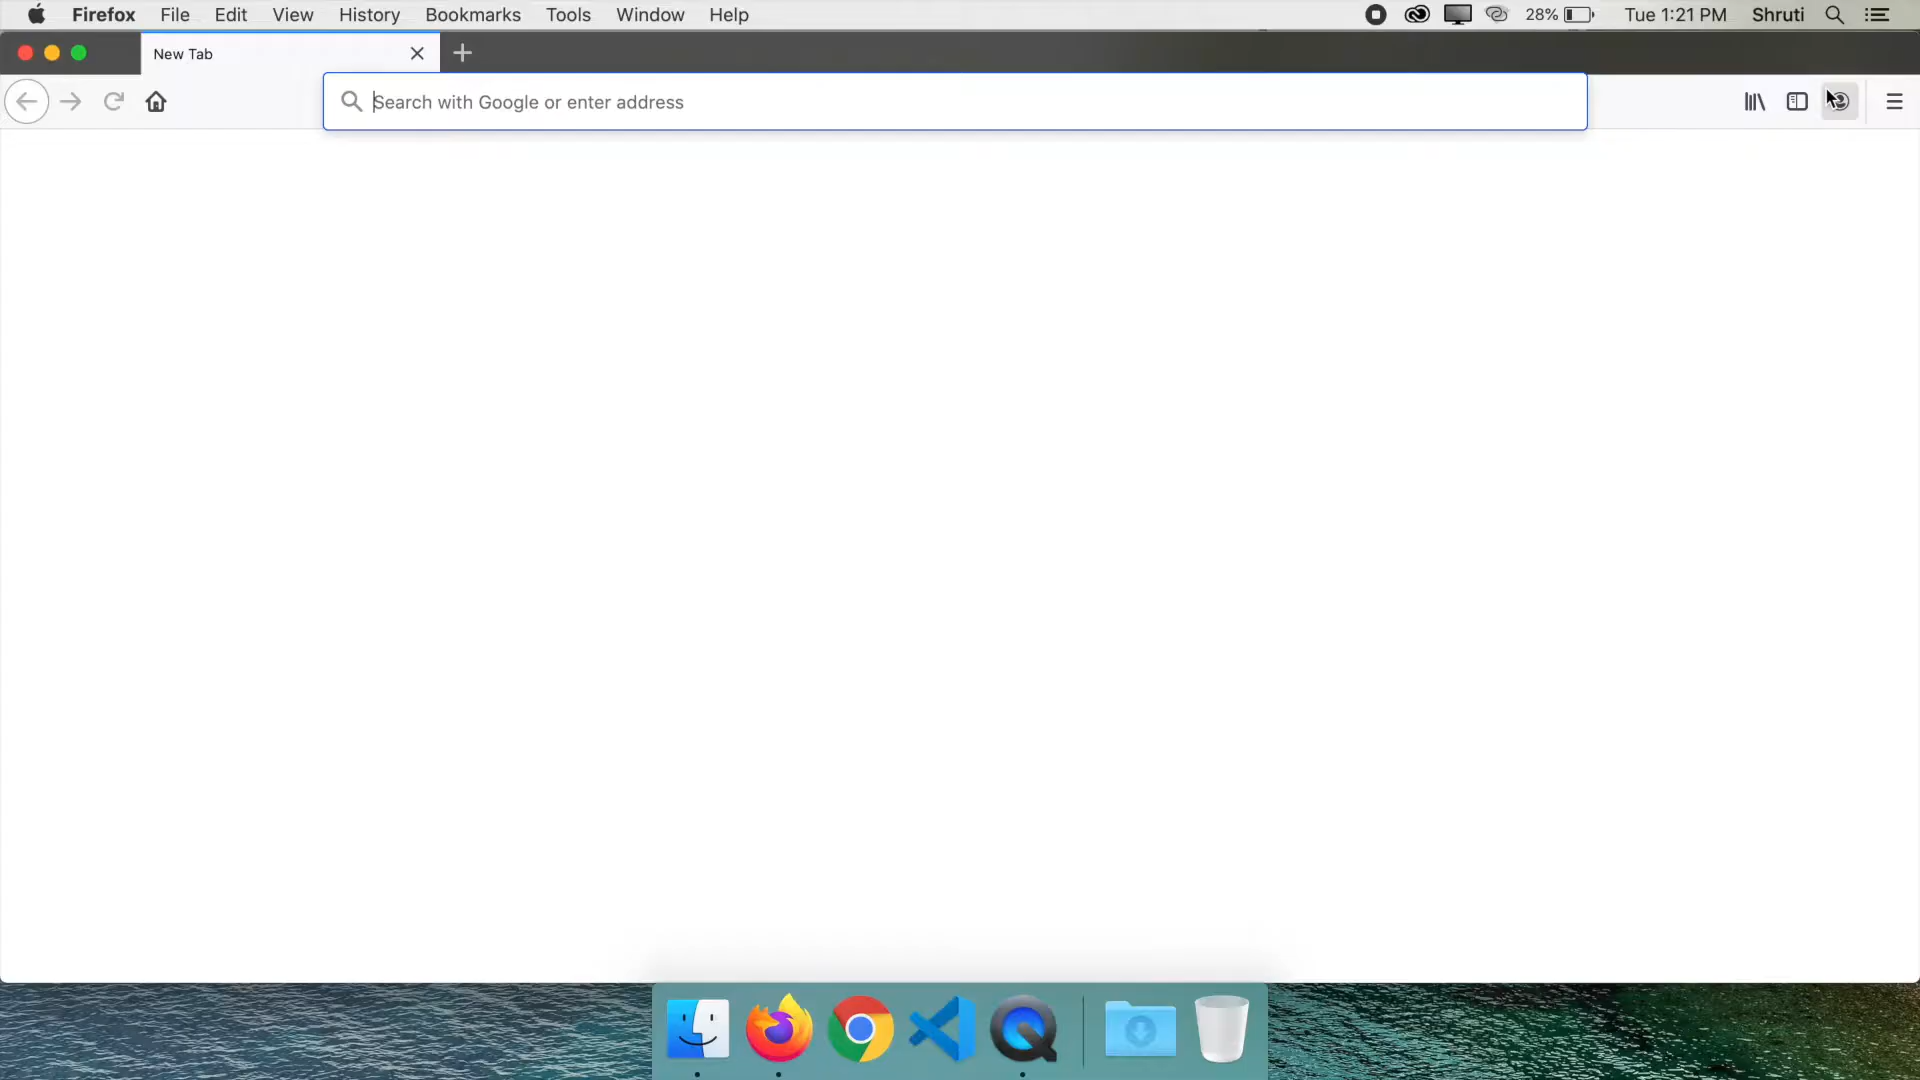 Firefox File Edit View History Bookmarks Tools Window Help 28% Tue 1:21 PM Shruti
New Tab
Search with Google or enter address